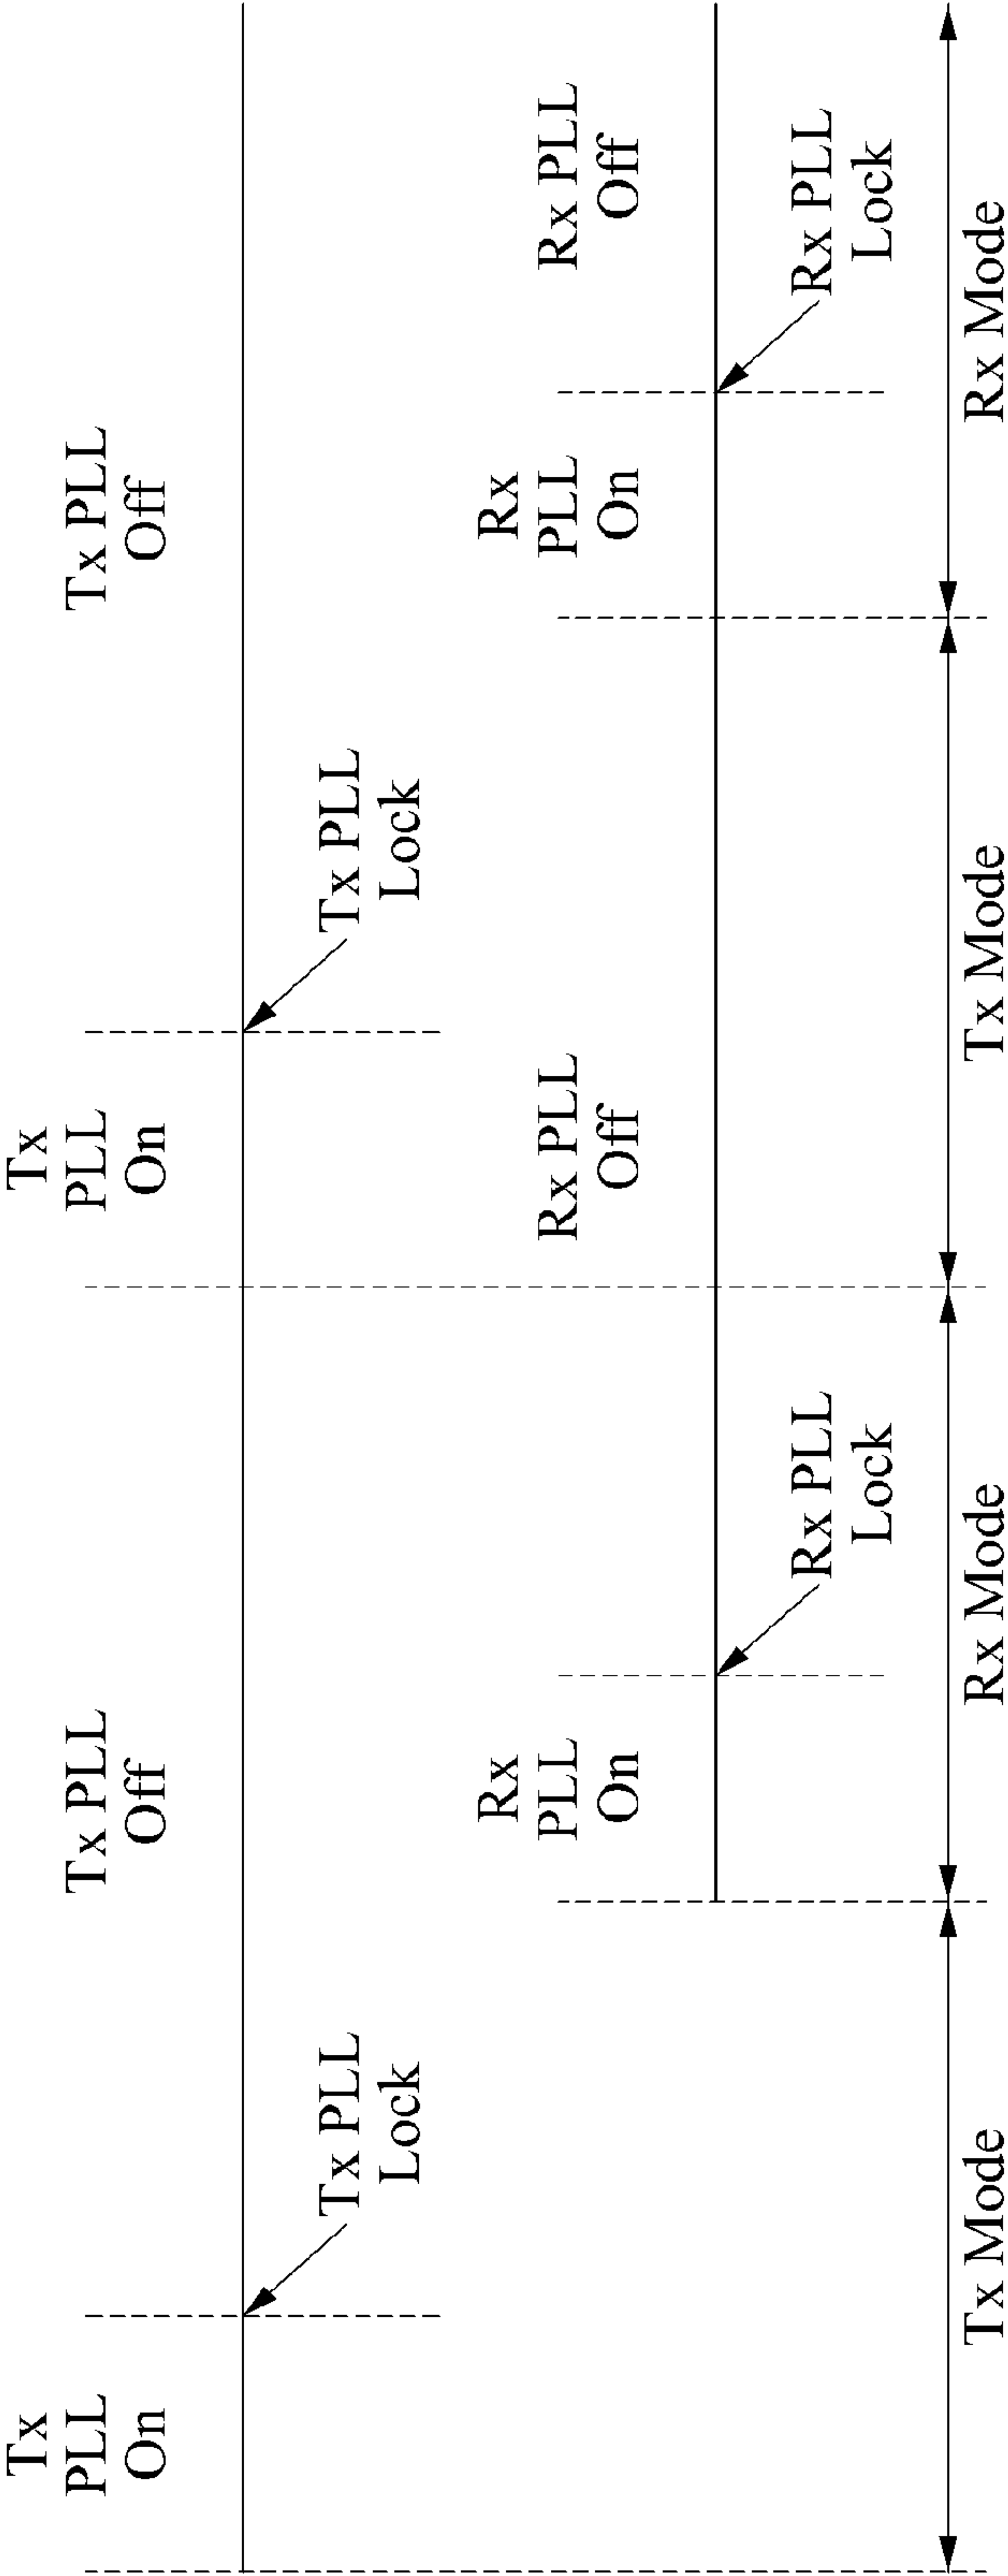 Tx
PLL
On
Tx PLL
Off
Tx
PLL
On
Tx PLL
Off
Tx PLL
Lock
Tx PLL
Lock
Rx
PLL
On
Rx PLL
Off
Rx
PLL
On
Rx PLL
Off
Rx PLL
Lock
Rx PLL
Lock
Tx Mode
Rx Mode
Tx Mode
Rx Mode